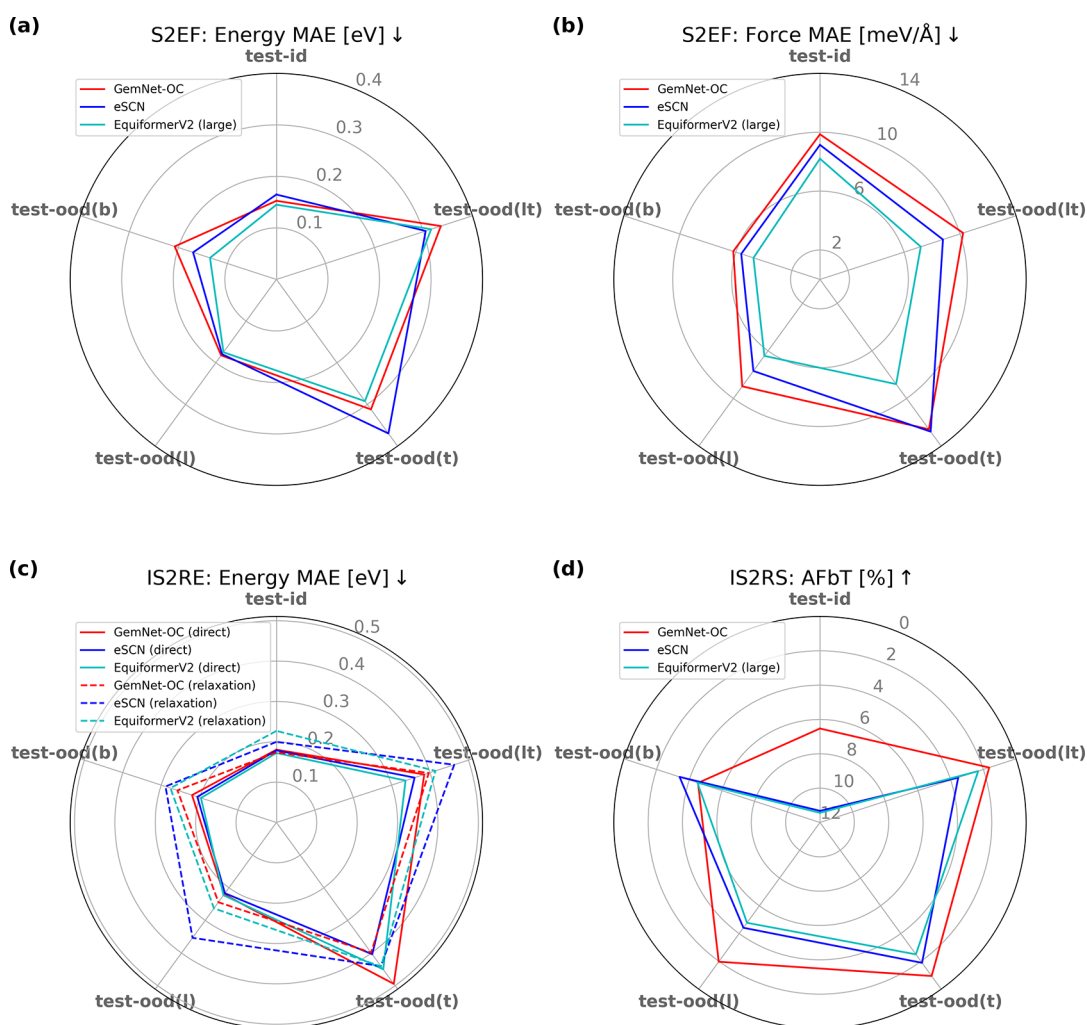 (a)
S2EF: Energy MAE [eV] ↓
test-id
0.4
0.3
0.2
0.1
GemNet-OC
eSCN
EquiformerV2 (large)
test-ood(b)
test-ood(lt)
test-ood(l)
test-ood(t)
(b)
S2EF: Force MAE [meV/Å] ↓
test-id
14
10
6
2
GemNet-OC
eSCN
EquiformerV2 (large)
test-ood(b)
test-ood(lt)
test-ood(l)
test-ood(t)
(c)
IS2RE: Energy MAE [eV] ↓
test-id
0.5
0.4
0.3
0.2
0.1
GemNet-OC (direct)
eSCN (direct)
EquiformerV2 (direct)
GemNet-OC (relaxation)
eSCN (relaxation)
EquiformerV2 (relaxation)
test-ood(b)
test-ood(lt)
test-ood(l)
test-ood(t)
(d)
IS2RS: AFbT [%] ↑
test-id
0
2
4
6
8
10
12
GemNet-OC
eSCN
EquiformerV2 (large)
test-ood(b)
test-ood(lt)
test-ood(l)
test-ood(t)